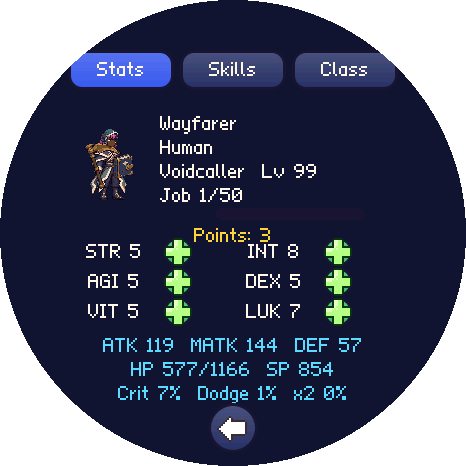 Stats Skills Class
Wayfarer
Human
Voidcaller Lv 99
Job 1/50
Points: 3
STR 5 INT 8
AGI 5 DEX 5
VIT 5 LUK 7
ATK 119 MATK 144 DEF 57
HP 577/1166 SP 854
Crit 7% Dodge 1% x2 0%